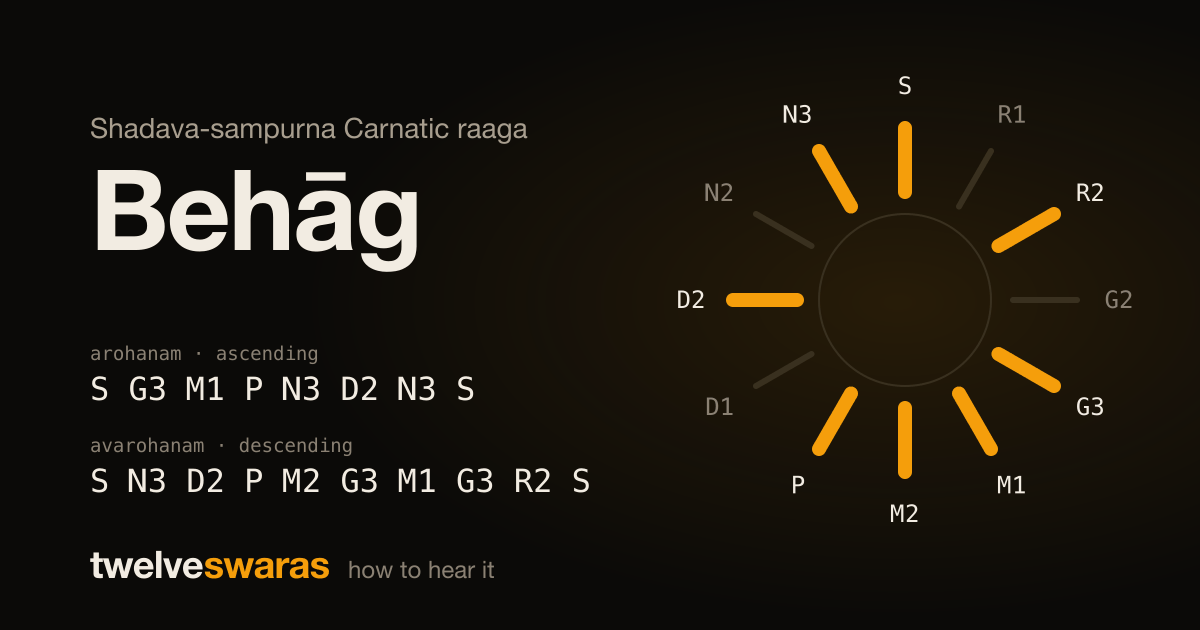 Shadava-sampurna Carnatic raaga
Behāg
arohanam · ascending
S G3 M1 P N3 D2 N3 S
avarohanam · descending
S N3 D2 P M2 G3 M1 G3 R2 S
twelveswaras how to hear it
S
R1
R2
G2
G3
M1
M2
P
D1
D2
N2
N3